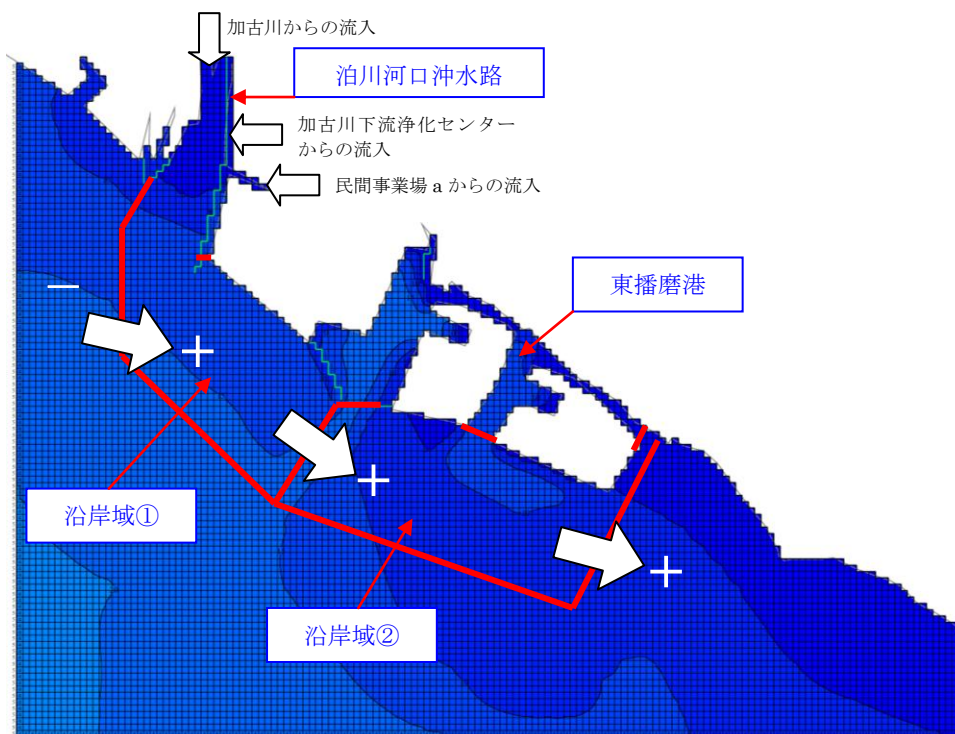 加古川からの流入
泊川河口沖水路
加古川下流浄化センター
からの流入
民間事業場 a からの流入
東播磨港
－
＋
＋
沿岸域①
＋
沿岸域②